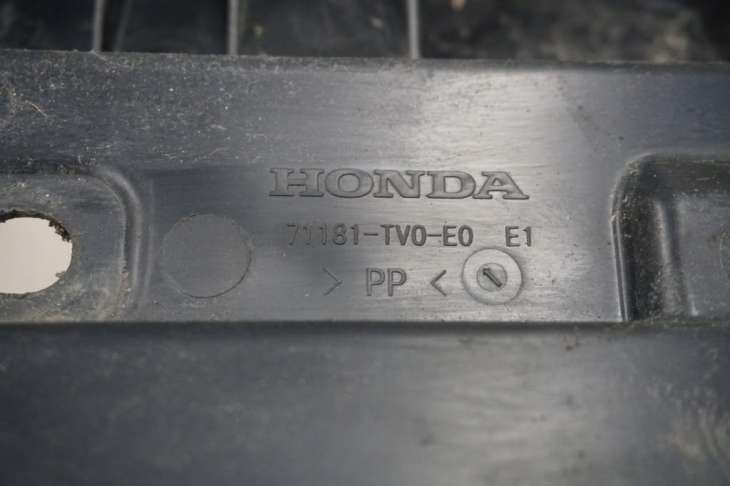 HONDA
71181-TV0-E0 E1
> PP <